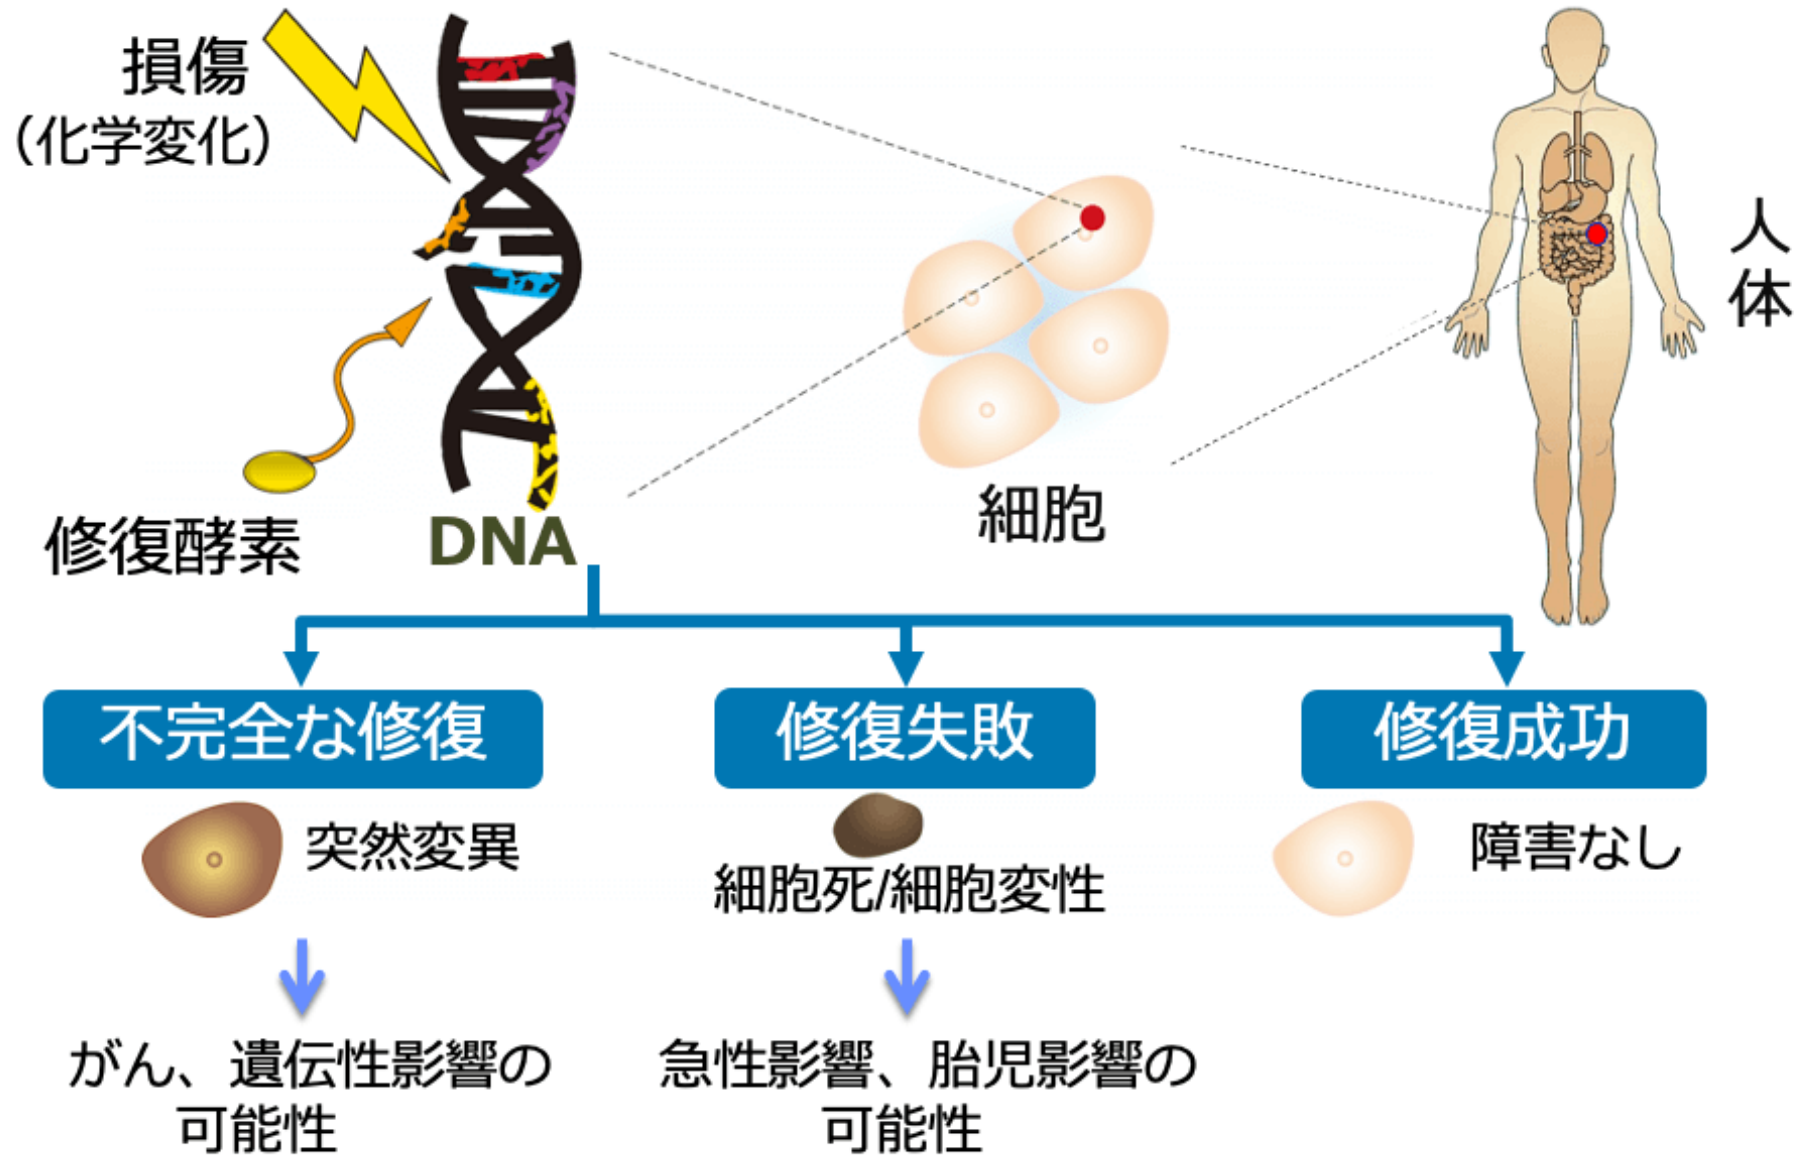 損傷
（化学変化）
修復酵素
DNA
細胞
人
体
不完全な修復
修復失敗
修復成功
突然変異
細胞死/細胞変性
障害なし
がん、遺伝性影響の
可能性
急性影響、胎児影響の
可能性